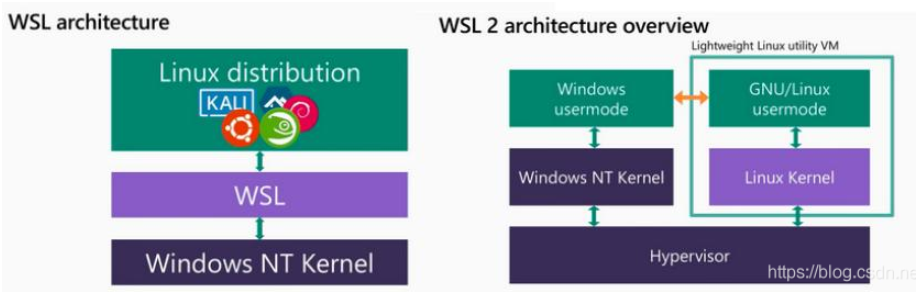 WSL architecture
Linux distribution
KALI
WSL
Windows NT Kernel
WSL 2 architecture overview
Lightweight Linux utility VM
Windows
usermode
GNU/Linux
usermode
Windows NT Kernel
Linux Kernel
Hypervisor
https://blog.csdn.ne